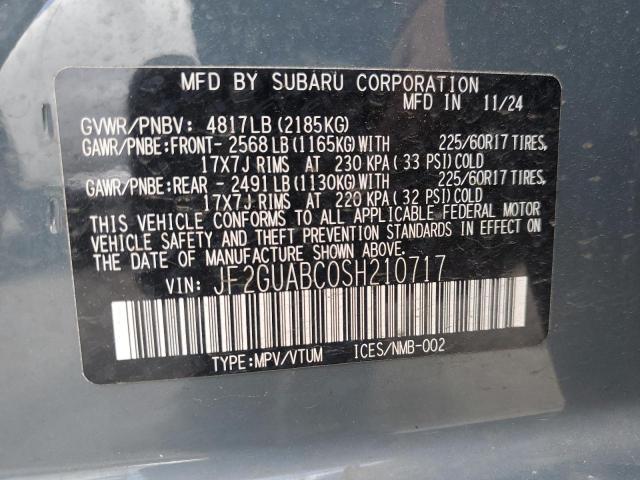 MFD BY SUBARU CORPORATION
MFD IN 11/24
GVWR/PNBV: 4817LB (2185KG)
GAWR/PNBE:FRONT- 2568LB (1165KG)WITH 225/60R17 TIRES,
17X7J RIMS AT 230 KPA (33 PSI) COLD
GAWR/PNBE:REAR - 2491LB (1130KG)WITH 225/60R17 TIRES,
17X7J RIMS AT 220 KPA (32 PSI) COLD
THIS VEHICLE CONFORMS TO ALL APPLICABLE FEDERAL MOTOR
VEHICLE SAFETY AND THEFT PREVENTION STANDARDS IN EFFECT ON
THE DATE OF MANUFACTURE SHOWN ABOVE.
VIN: JF2GUABC0SH210717
TYPE:MPV/VTUM ICES/NMB-002